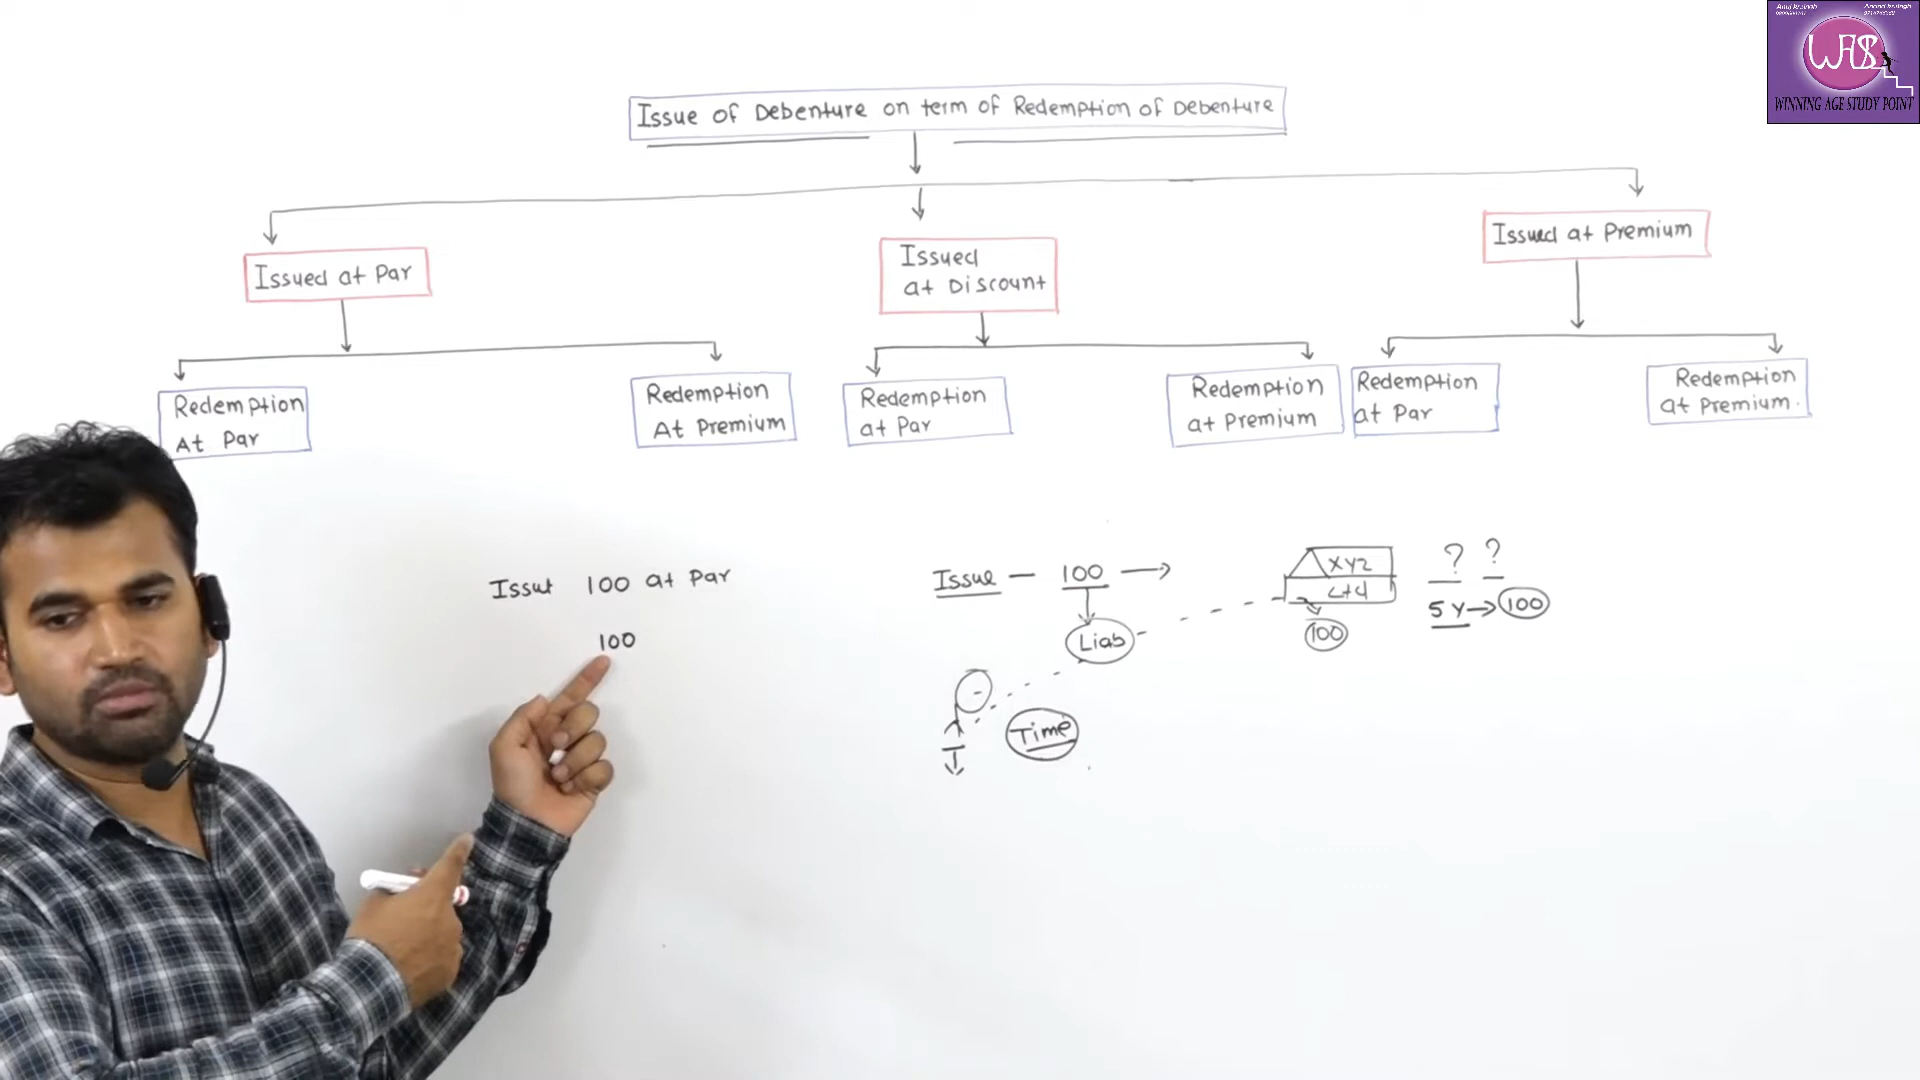 Issue of Debenture on term of Redemption of Debenture
Issued at Par
Issued
at Discount
Issued at Premium
Redemption
At Par
Redemption
At Premium
Redemption
at Par
Redemption
at Premium
Redemption
at Par
Redemption
at Premium.
Issue 100 at Par
100
Issue — 100
Liab
Time
XYZ
Ltd
100
? ?
5 Y 100
WAS
WINNING AGE STUDY POINT